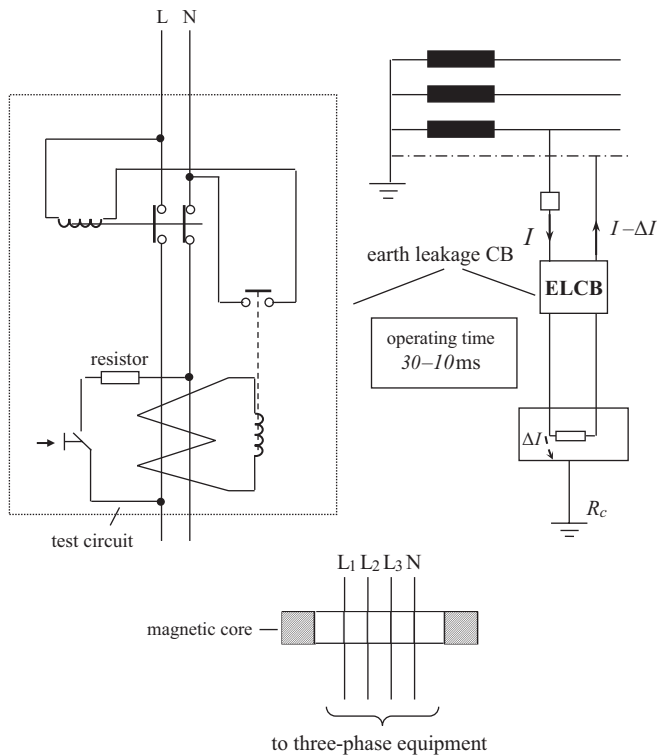 L N
I
I–ΔI
earth leakage CB
ELCB
operating time
30–10ms
resistor
ΔI
R_c
test circuit
L₁ L₂ L₃ N
magnetic core
to three-phase equipment